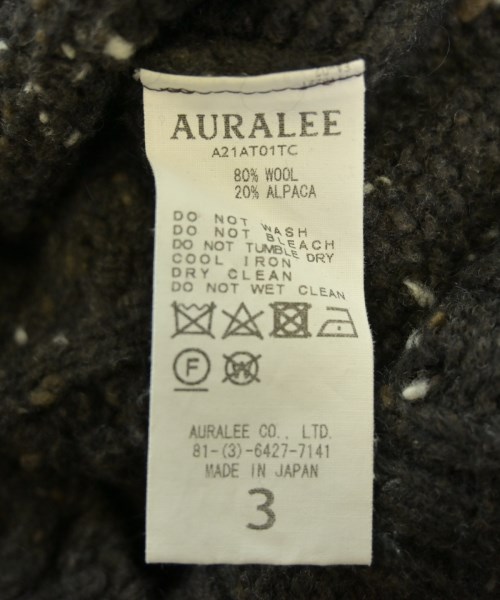 AURALEE
A21AT01TC
80% WOOL
20% ALPACA
DO NOT WASH
DO NOT BLEACH
DO NOT TUMBLE DRY
COOL IRON
DRY CLEAN
DO NOT WET CLEAN
F W
AURALEE CO., LTD.
81-(3)-6427-7141
MADE IN JAPAN
3